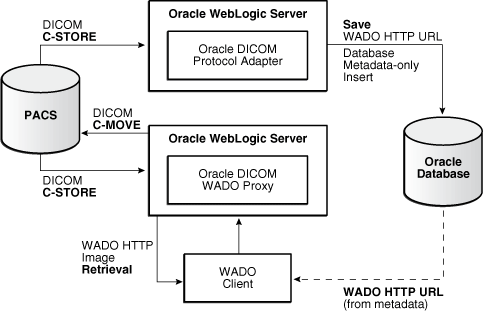 DICOM
C-STORE
Oracle WebLogic Server
Oracle DICOM
Protocol Adapter
Save
WADO HTTP URL
Database
Metadata-only
Insert
PACS
DICOM
C-MOVE
DICOM
C-STORE
Oracle WebLogic Server
Oracle DICOM
WADO Proxy
Oracle
Database
WADO HTTP
Image
Retrieval
WADO
Client
WADO HTTP URL
(from metadata)